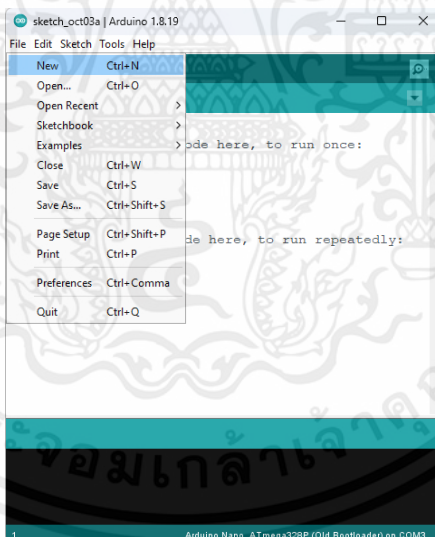 sketch_oct03a | Arduino 1.8.19
File Edit Sketch Tools Help
New Ctrl+N
Open... Ctrl+O
Open Recent
Sketchbook
Examples
ode here, to run once:
Close Ctrl+W
Save Ctrl+S
Save As... Ctrl+Shift+S
Page Setup Ctrl+Shift+P
de here, to run repeatedly:
Print Ctrl+P
Preferences Ctrl+Comma
Quit Ctrl+Q
1 Arduino Nano, ATmega328P (Old Bootloader) on COM3